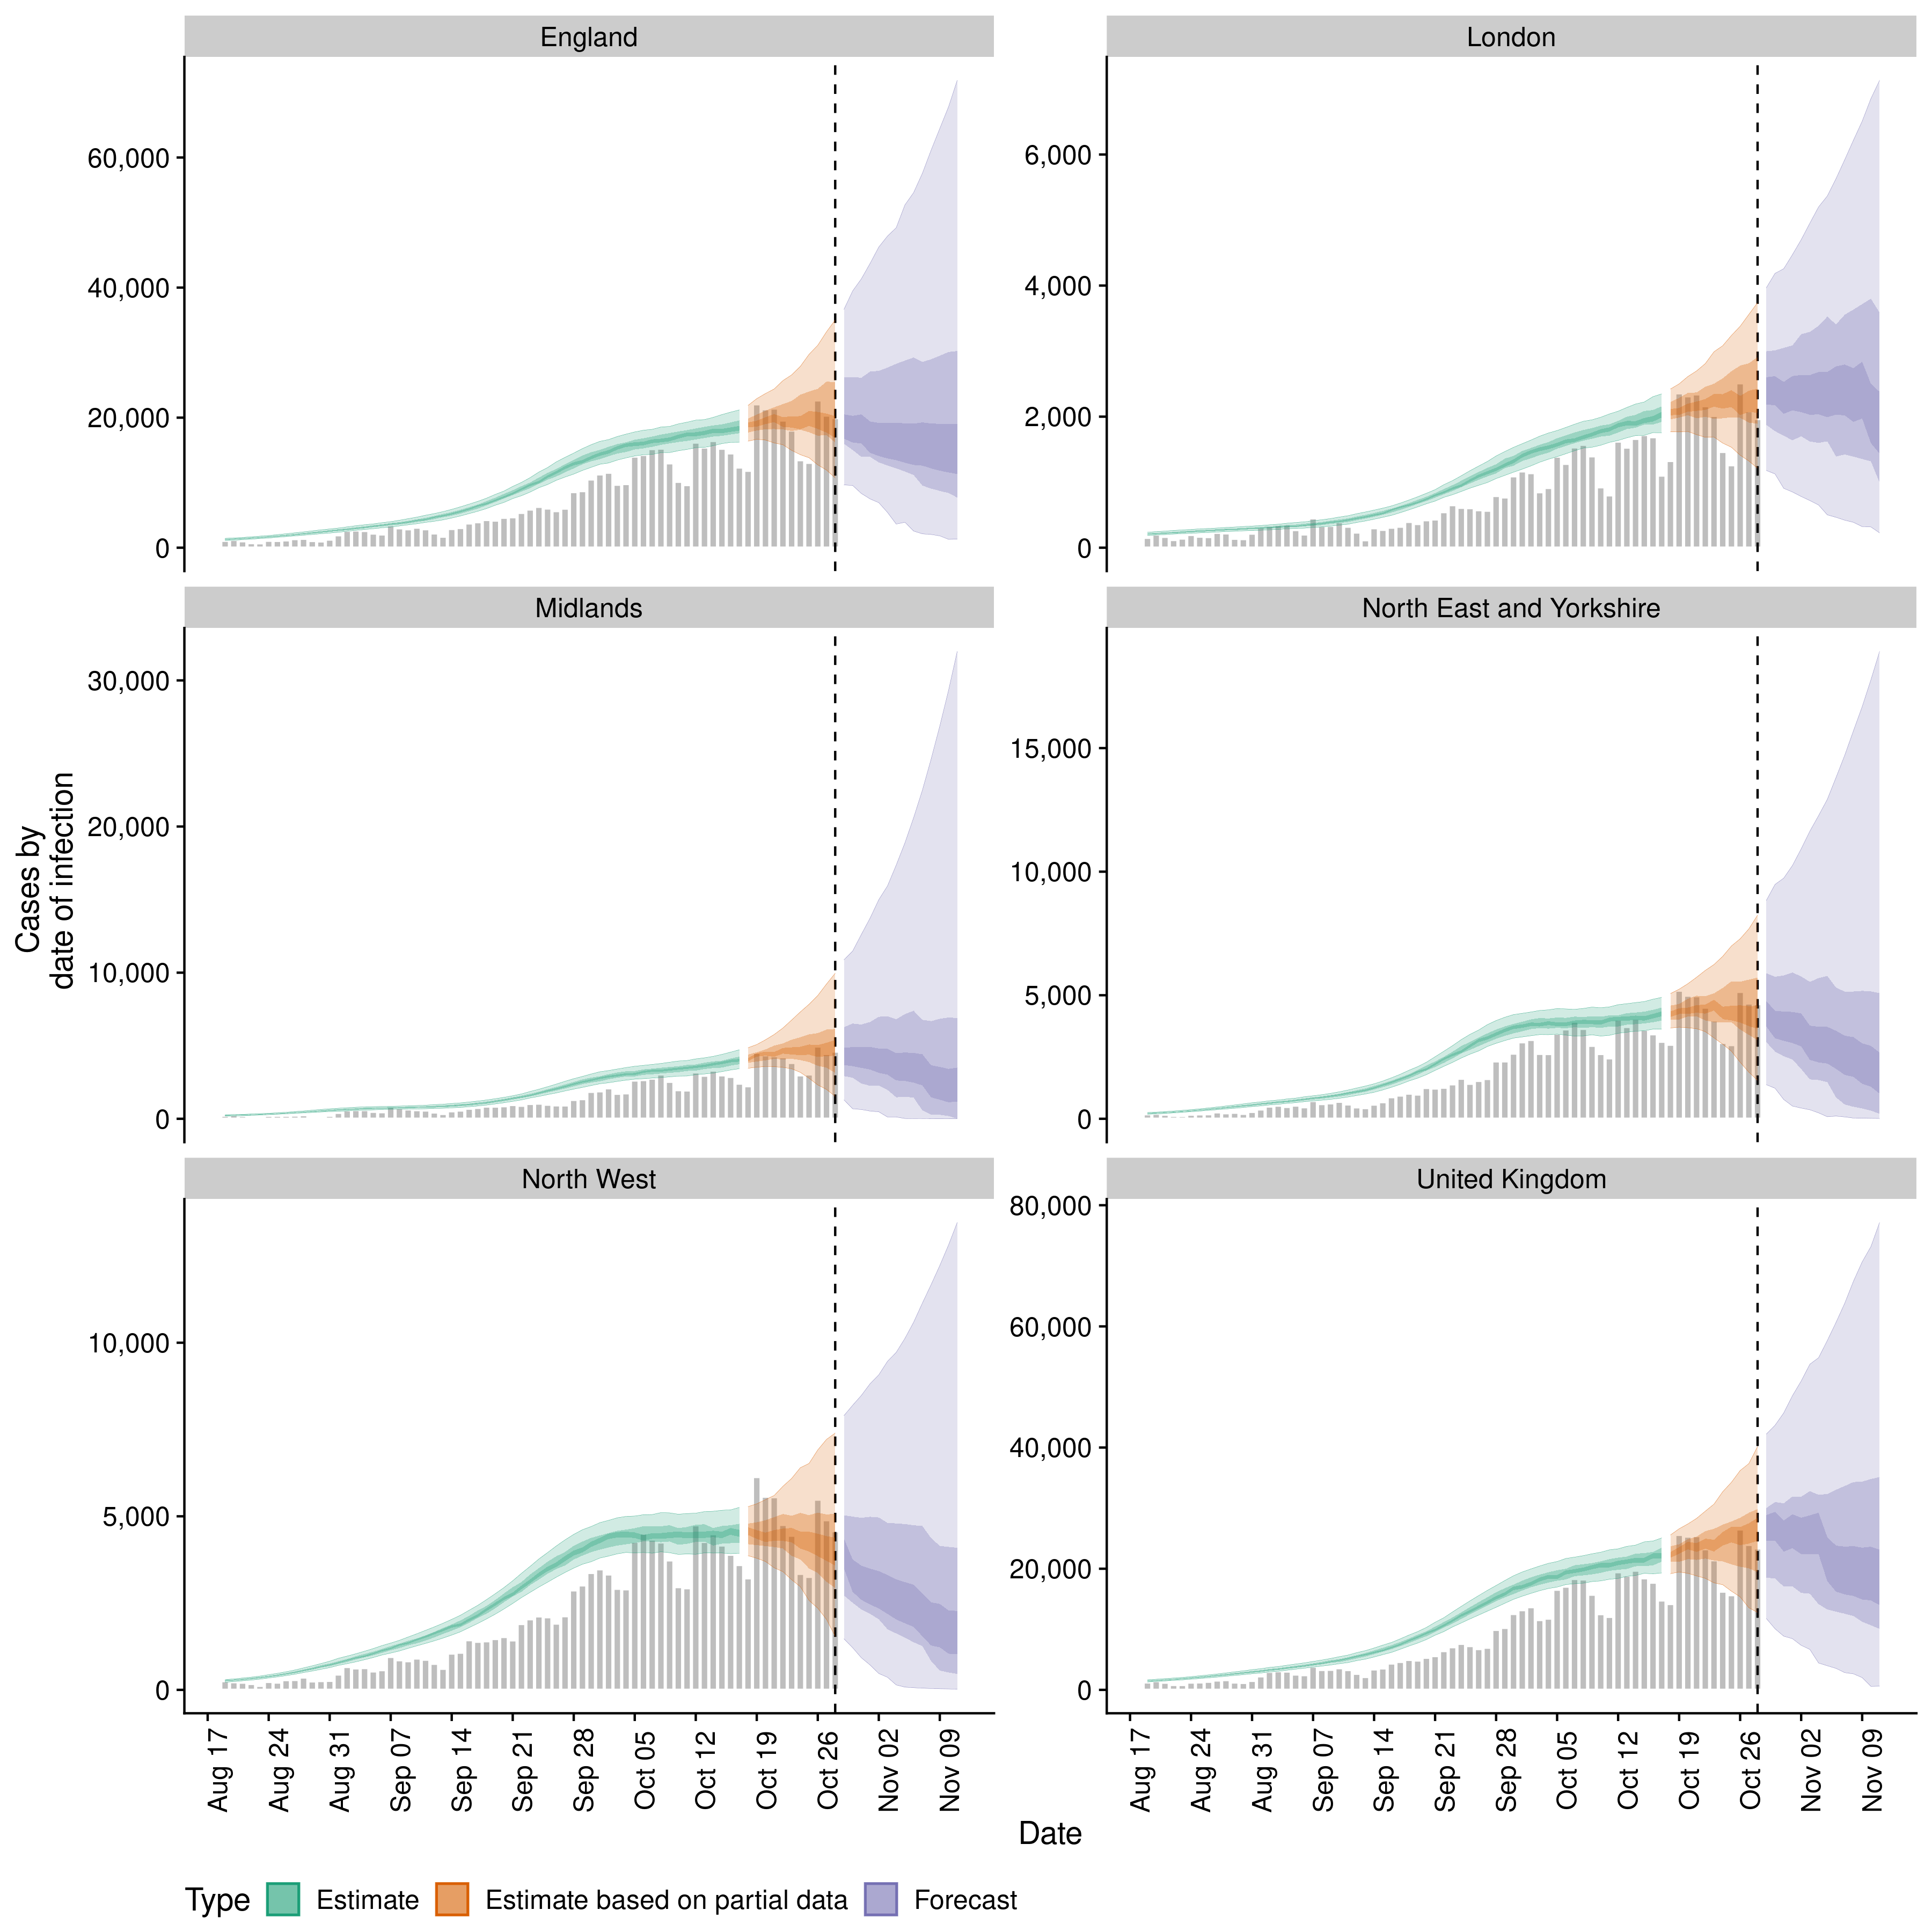 England
London
60,000
40,000
20,000
0
6,000
4,000
2,000
0
Midlands
North East and Yorkshire
30,000
20,000
10,000
0
15,000
10,000
5,000
0
Cases by
date of infection
North West
United Kingdom
10,000
5,000
0
80,000
60,000
40,000
20,000
0
Aug 17
Aug 24
Aug 31
Sep 07
Sep 14
Sep 21
Sep 28
Oct 05
Oct 12
Oct 19
Oct 26
Nov 02
Nov 09
Aug 17
Aug 24
Aug 31
Sep 07
Sep 14
Sep 21
Sep 28
Oct 05
Oct 12
Oct 19
Oct 26
Nov 02
Nov 09
Date
Type Estimate Estimate based on partial data Forecast